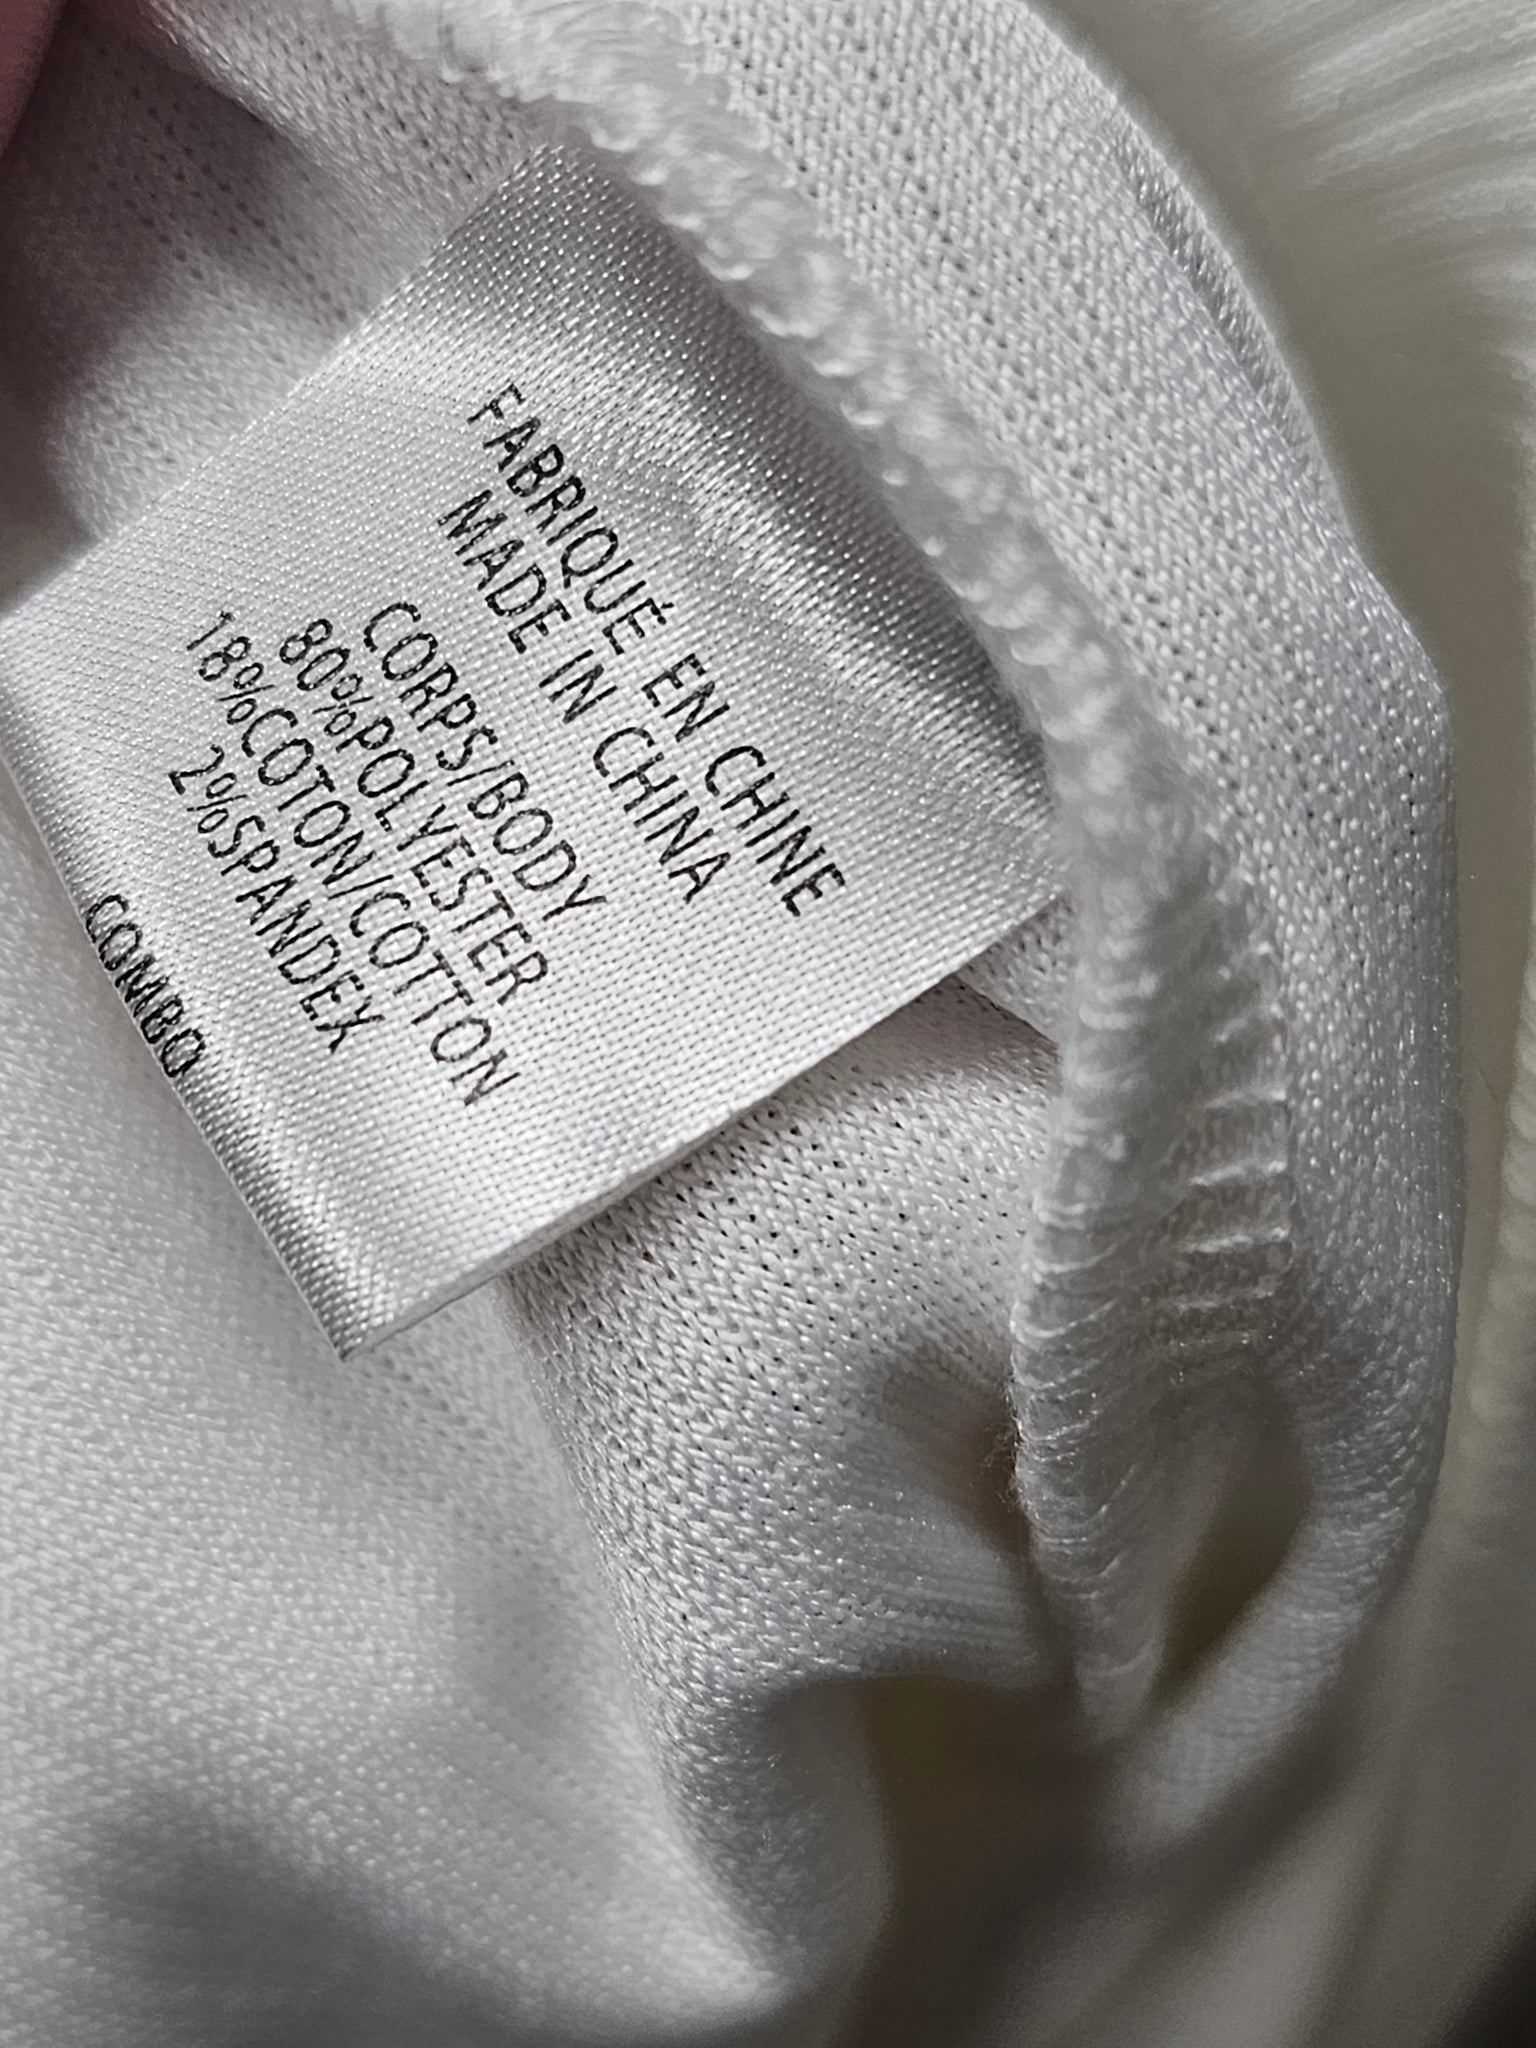 FABRIQUÉ EN CHINE
MADE IN CHINA
CORPS/BODY
80%POLYESTER
18%COTON/COTTON
2%SPANDEX
COMBO